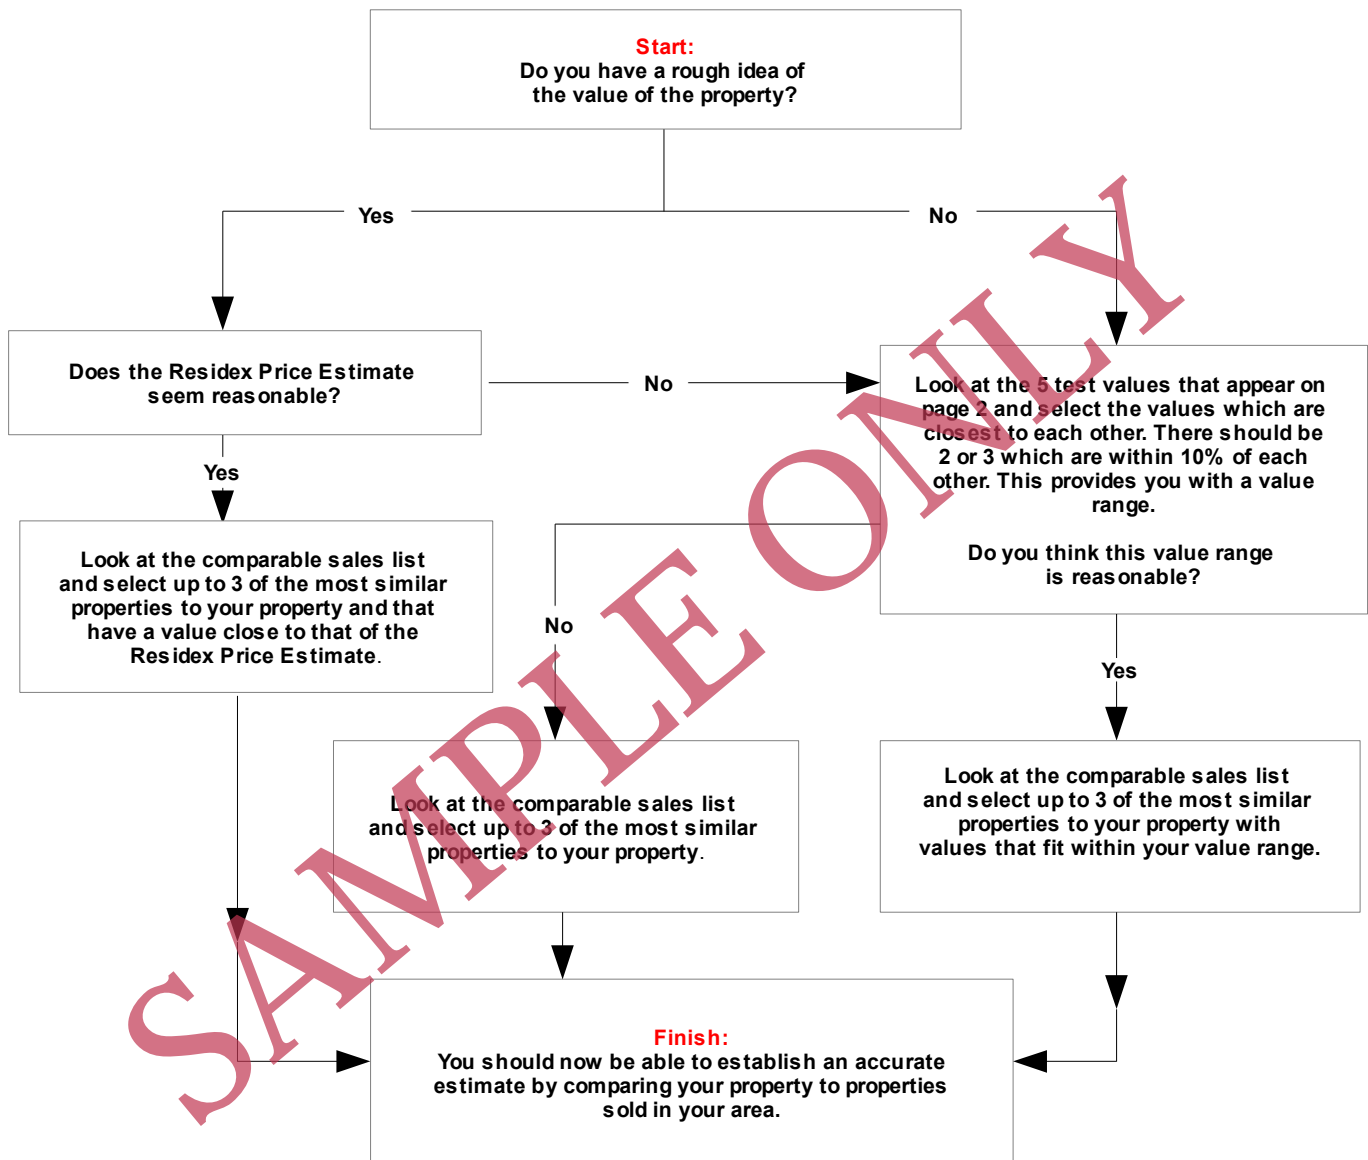 Start:
Do you have a rough idea of
the value of the property?
Yes
No
Does the Residex Price Estimate
seem reasonable?
No
Look at the 5 test values that appear on
page 2 and select the values which are
closest to each other. There should be
2 or 3 which are within 10% of each
other. This provides you with a value
range.
Do you think this value range
is reasonable?
Yes
Look at the comparable sales list
and select up to 3 of the most similar
properties to your property and that
have a value close to that of the
Residex Price Estimate.
No
Yes
Look at the comparable sales list
and select up to 3 of the most similar
properties to your property.
Look at the comparable sales list
and select up to 3 of the most similar
properties to your property with
values that fit within your value range.
Finish:
You should now be able to establish an accurate
estimate by comparing your property to properties
sold in your area.
SAMPLE ONLY